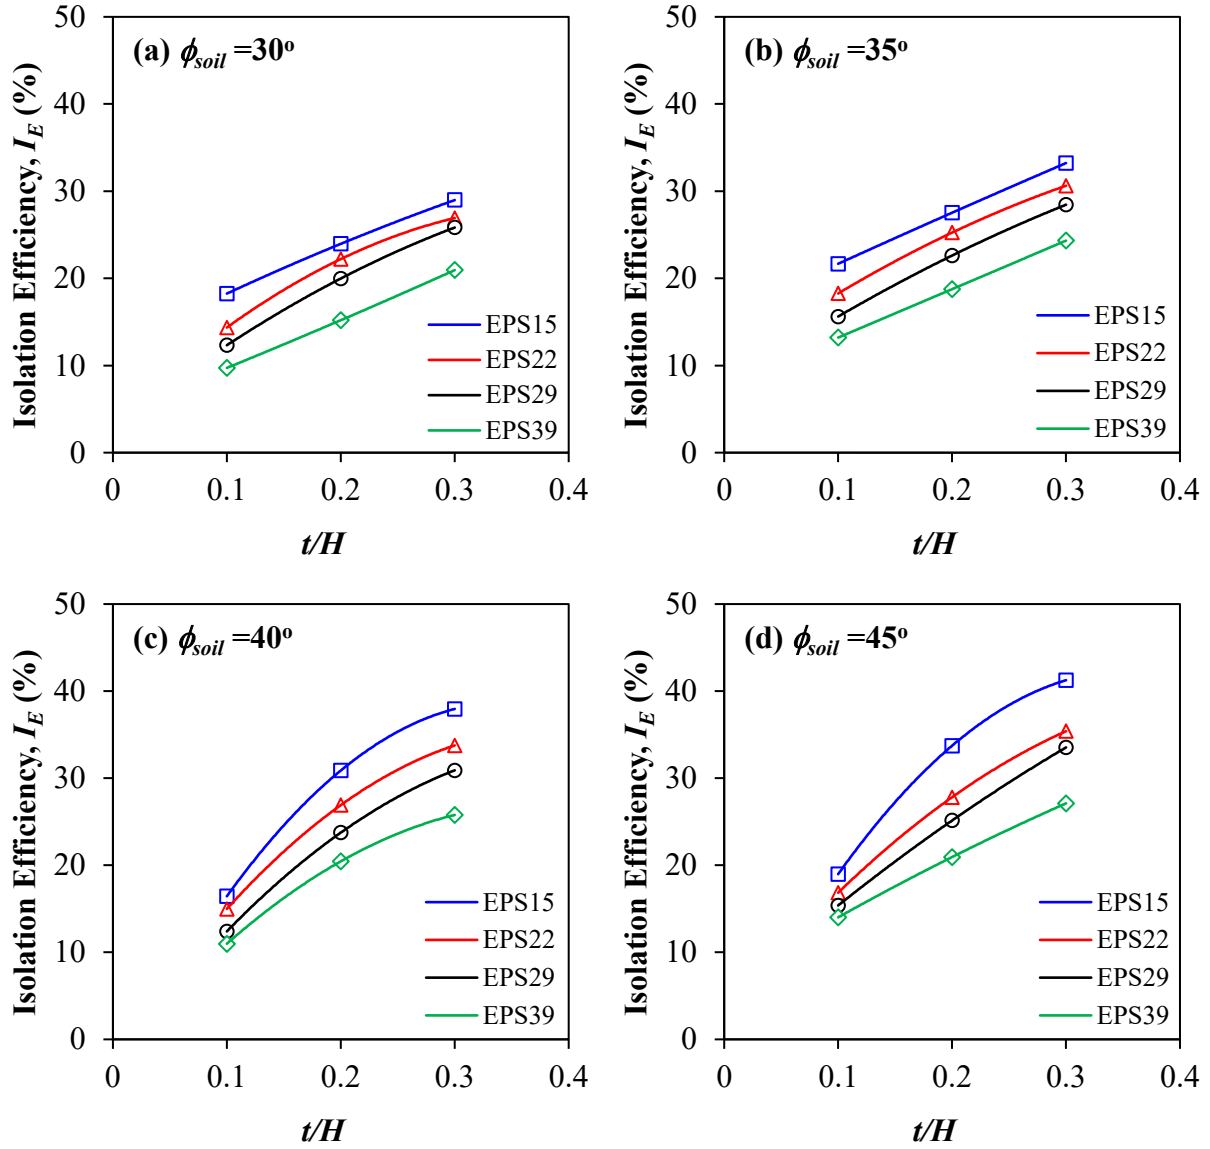 (a) ϕsoil =30º
Isolation Efficiency, IE (%)
50
40
30
20
10
0
EPS15
EPS22
EPS29
EPS39
0 0.1 0.2 0.3 0.4
t/H
(b) ϕsoil =35º
Isolation Efficiency, IE (%)
50
40
30
20
10
0
EPS15
EPS22
EPS29
EPS39
0 0.1 0.2 0.3 0.4
t/H
(c) ϕsoil =40º
Isolation Efficiency, IE (%)
50
40
30
20
10
0
EPS15
EPS22
EPS29
EPS39
0 0.1 0.2 0.3 0.4
t/H
(d) ϕsoil =45º
Isolation Efficiency, IE (%)
50
40
30
20
10
0
EPS15
EPS22
EPS29
EPS39
0 0.1 0.2 0.3 0.4
t/H